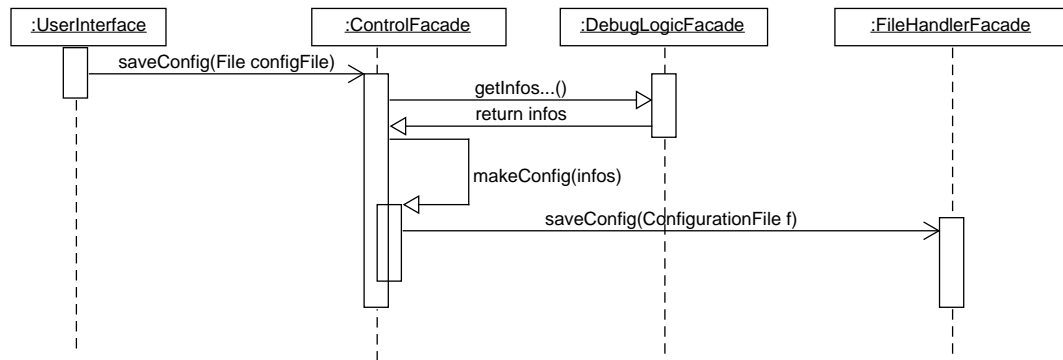 :UserInterface
:ControlFacade
:DebugLogicFacade
:FileHandlerFacade
saveConfig(File configFile)
getInfos...()
return infos
makeConfig(infos)
saveConfig(ConfigurationFile f)